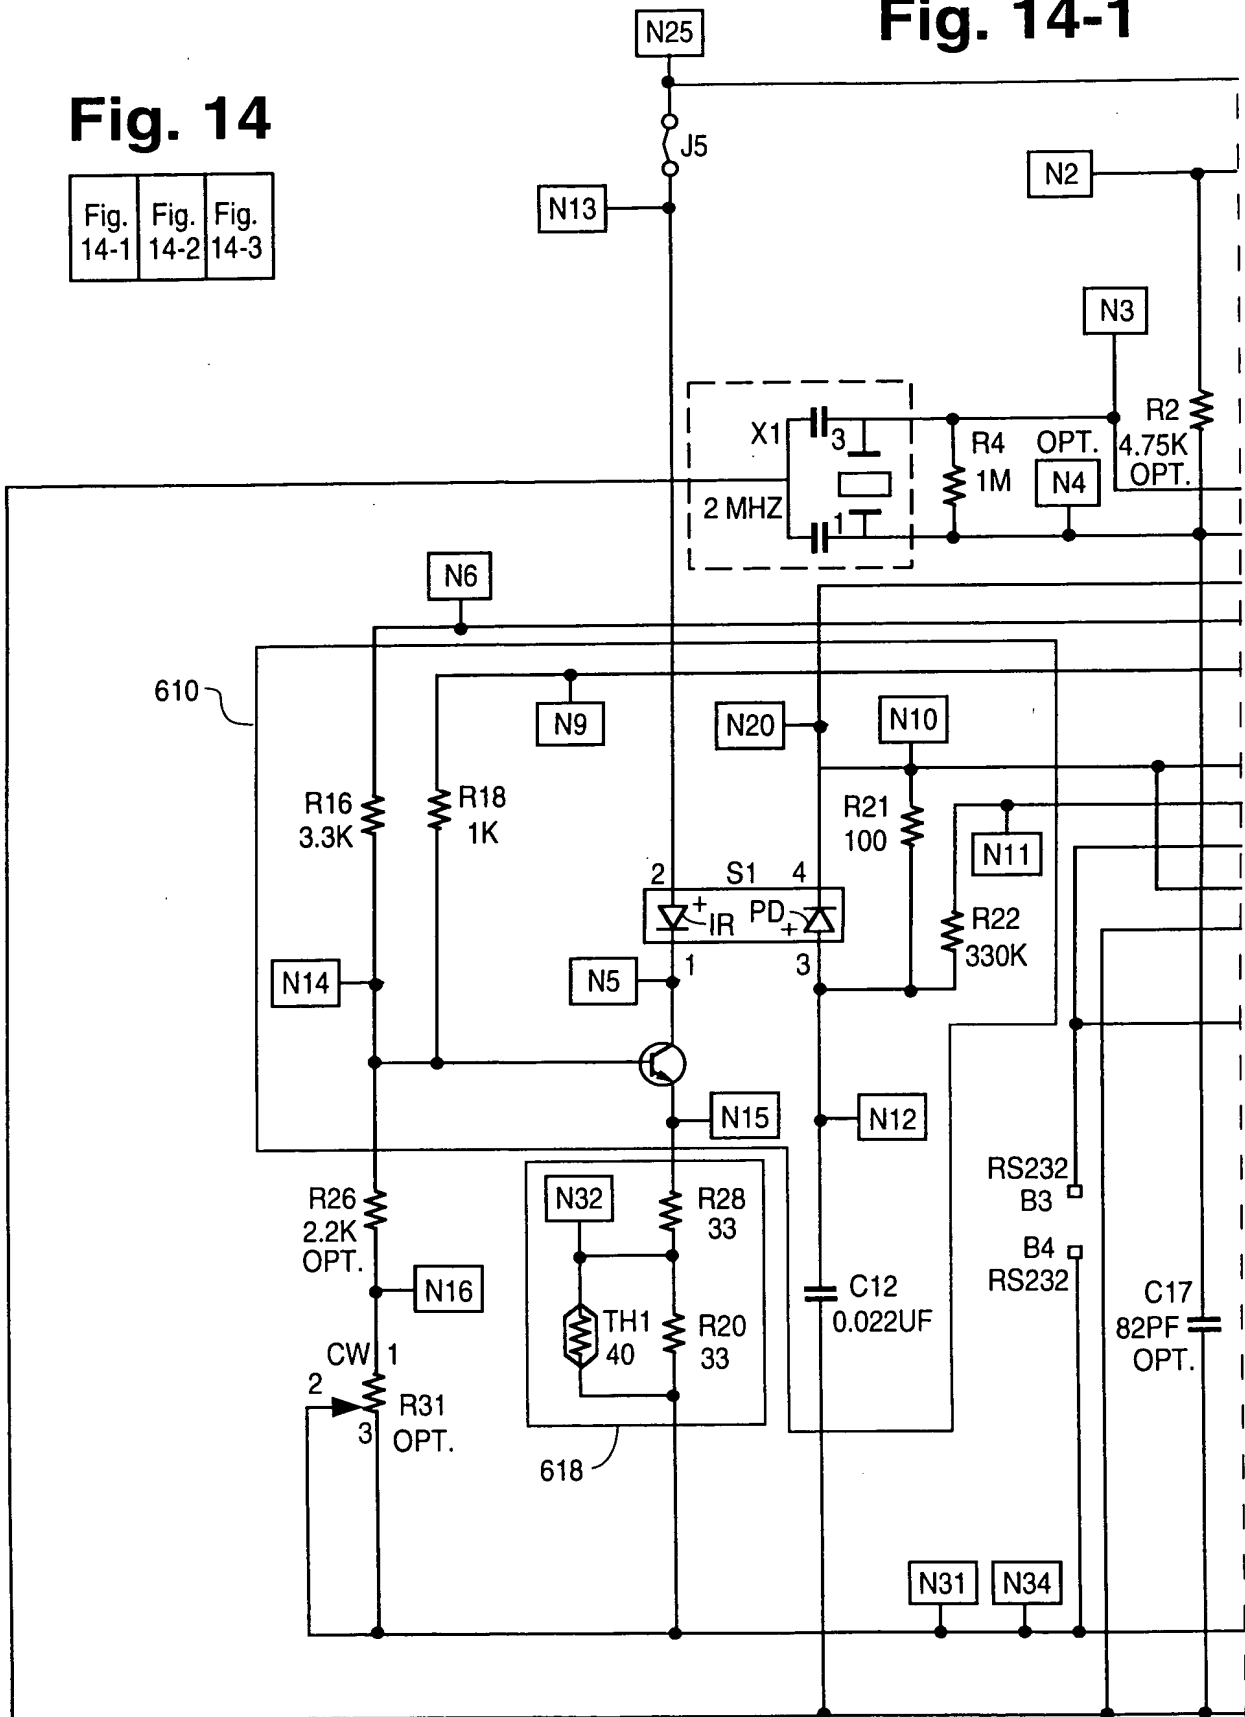 Fig. 14-1
N25
Fig. 14
J5
N2
N13
Fig. 14-1
Fig. 14-2
Fig. 14-3
N3
X1
3
R4
1M
OPT.
N4
R2
4.75K
OPT.
2 MHZ
1
N6
610
N9
N20
N10
R16
3.3K
R18
1K
R21
100
N11
2
S1
4
+
IR
PD
+
R22
330K
N14
N5
1
3
N15
N12
RS232
B3
R26
2.2K
OPT.
N32
R28
33
B4
RS232
N16
C12
0.022UF
C17
82PF
OPT.
TH1
40
R20
33
CW
1
2
R31
OPT.
3
618
N31
N34